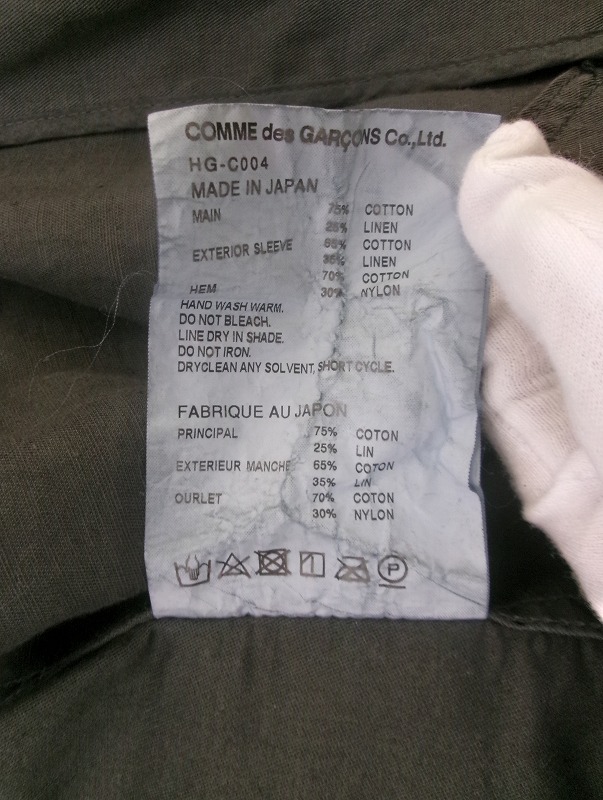 COMME des GARÇONS Co.,Ltd.
HG-C004
MADE IN JAPAN
MAIN 75% COTTON
25% LINEN
EXTERIOR SLEEVE 65% COTTON
35% LINEN
70% COTTON
HEM 30% NYLON
HAND WASH WARM.
DO NOT BLEACH.
LINE DRY IN SHADE.
DO NOT IRON.
DRYCLEAN ANY SOLVENT, SHORT CYCLE.
FABRIQUE AU JAPON
PRINCIPAL 75% COTON
25% LIN
EXTERIEUR MANCHE 65% COTON
35% LIN
OURLET 70% COTON
30% NYLON
P